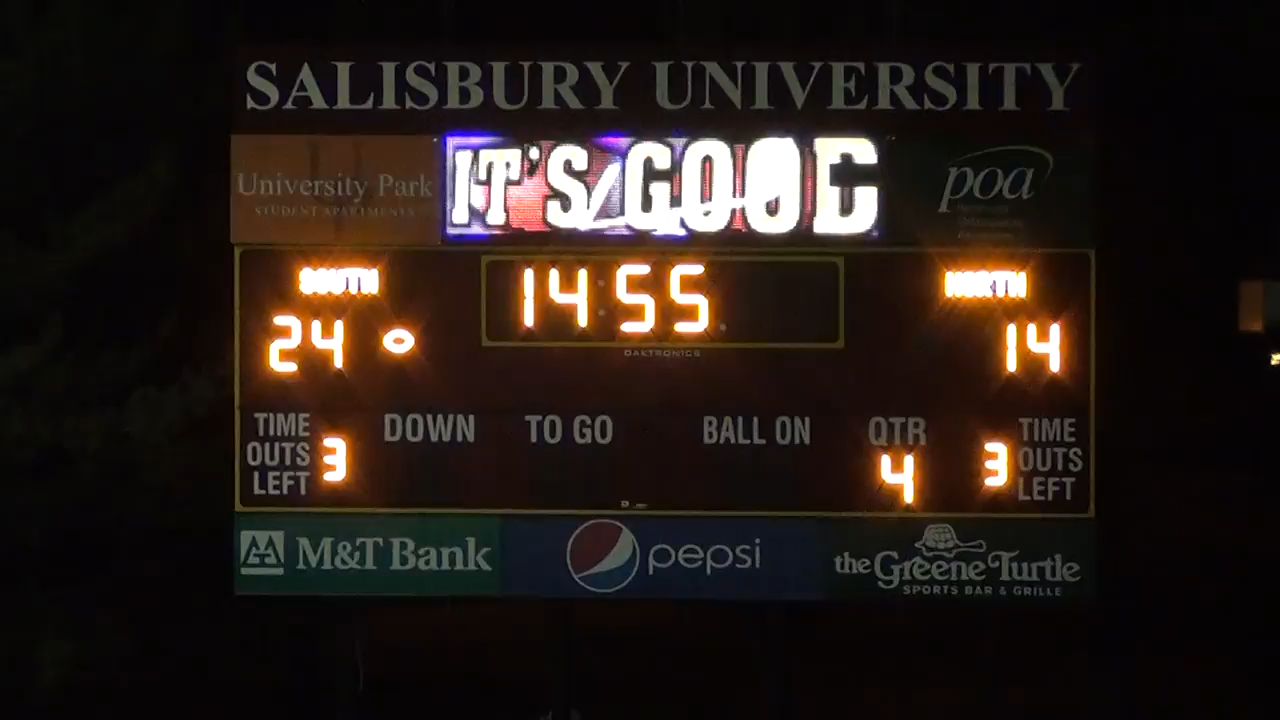 SALISBURY UNIVERSITY
University Park
STUDENT APARTMENTS
IT'S GOOD
poa
SOUTH
14:55
NORTH
24
14
DAKTRONICS
TIME OUTS LEFT 3
DOWN
TO GO
BALL ON
QTR
4
3 TIME OUTS LEFT
M&T Bank
pepsi
the Greene Turtle
SPORTS BAR & GRILLE